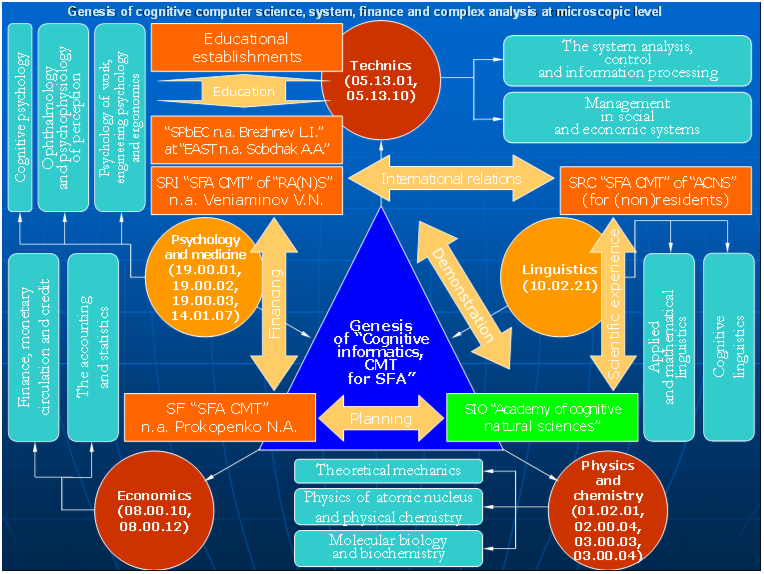 Genesis of cognitive computer science, system, finance and complex analysis at microscopic level
Cognitive psychology
Ophthalmology
and psychophysiology
of perception
Psychology of work,
engineering psychology
and ergonomics
Educational
establishments
Education
"SPbEC n.a. Brezhnev L.I."
at "EAST n.a. Sobchak A.A."
SRI "SFA CMT" of "RA(N)S"
n.a. Veniaminov V.N.
Technics
(05.13.01,
05.13.10)
The system analysis,
control
and information processing
Management
in social
and economic systems
International relations
SRC "SFA CMT" of "ACNS"
(for (non)residents)
Psychology
and medicine
(19.00.01,
19.00.02,
19.00.03,
14.01.07)
Financing
Demonstration
Linguistics
(10.02.21)
Scientific experience
Finance, monetary
circulation and credit
The accounting
and statistics
Genesis
of "Cognitive
informatics,
CMT
for SFA"
Applied
and mathematical
linguistics
Cognitive
linguistics
SF "SFA CMT"
n.a. Prokopenko N.A.
Planning
SIO "Academy of cognitive
natural sciences"
Economics
(08.00.10,
08.00.12)
Theoretical mechanics
Physics of atomic nucleus
and physical chemistry
Molecular biology
and biochemistry
Physics
and
chemistry
(01.02.01,
02.00.04,
03.00.03,
03.00.04)